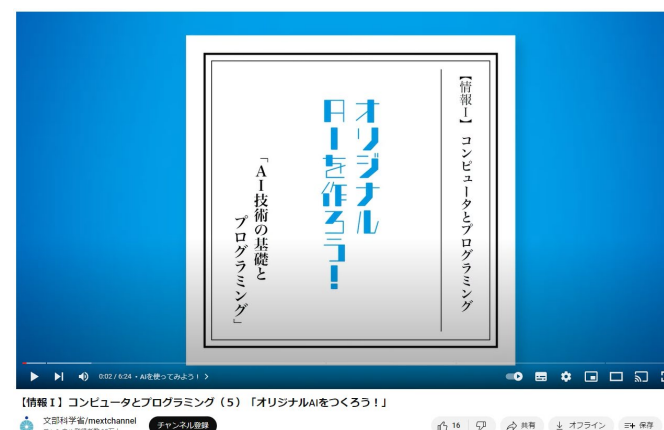 【情報Ⅰ】 コンピュータとプログラミング
オリジナル
AIを作ろう!
「AI技術の基礎と
プログラミング」
0:02 / 6:24 • AIを使ってみよう!
【情報Ⅰ】コンピュータとプログラミング(5)「オリジナルAIをつくろう!」
文部科学省/mextchannel
チャンネル登録
16
共有
オフライン
保存